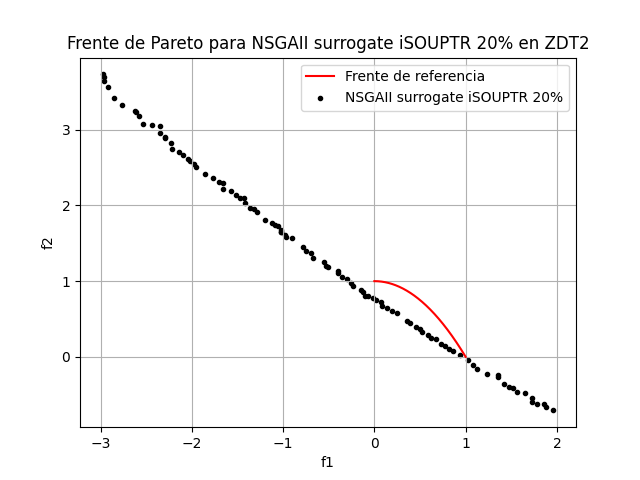 Frente de Pareto para NSGAII surrogate iSOUPTR 20% en ZDT2
Frente de referencia
NSGAII surrogate iSOUPTR 20%
3
2
1
0
f2
−3 −2 −1 0 1 2
f1